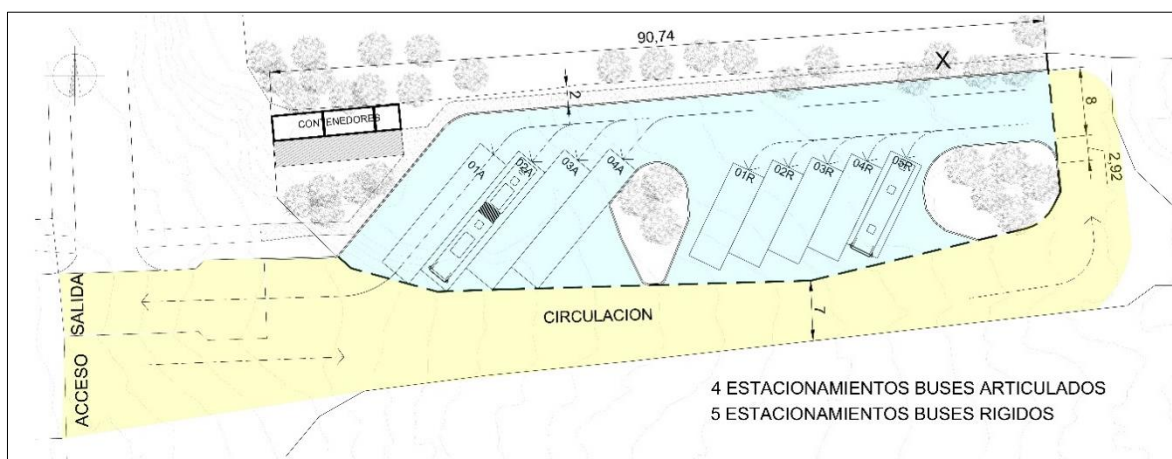 90,74
X
2
CONTENEDORES
8
2,92
01A
02A
03A
04A
01R
02R
03R
04R
05R
SALIDA
ACCESO
CIRCULACION
7
4 ESTACIONAMIENTOS BUSES ARTICULADOS
5 ESTACIONAMIENTOS BUSES RIGIDOS